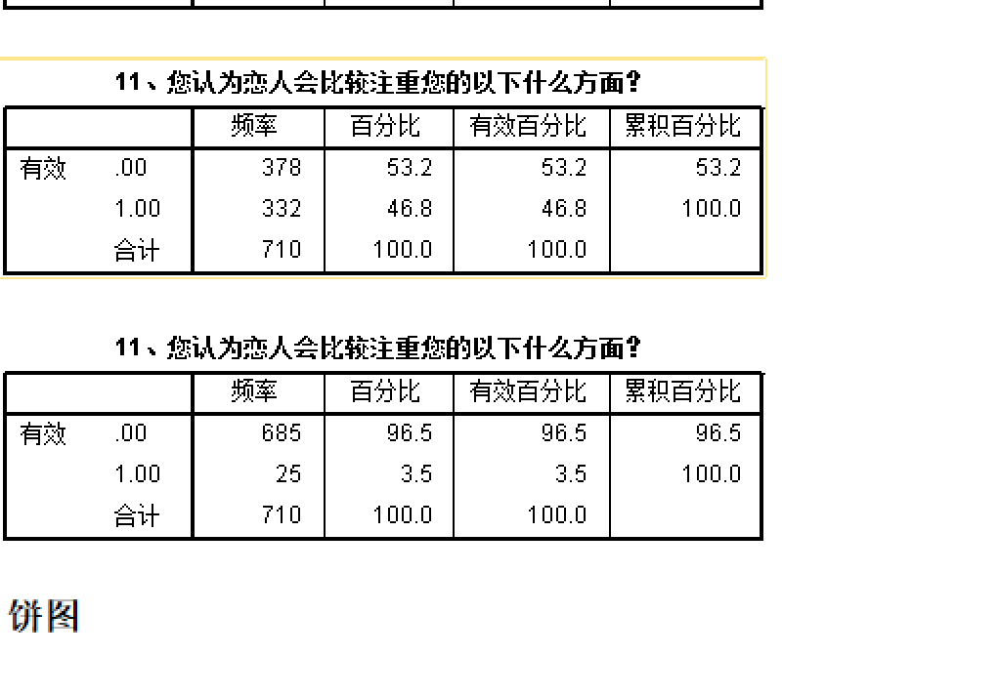 11、您认为恋人会比较注重您的以下什么方面？
频率 百分比 有效百分比 累积百分比
有效 .00 378 53.2 53.2 53.2
1.00 332 46.8 46.8 100.0
合计 710 100.0 100.0
11、您认为恋人会比较注重您的以下什么方面？
频率 百分比 有效百分比 累积百分比
有效 .00 685 96.5 96.5 96.5
1.00 25 3.5 3.5 100.0
合计 710 100.0 100.0
饼图